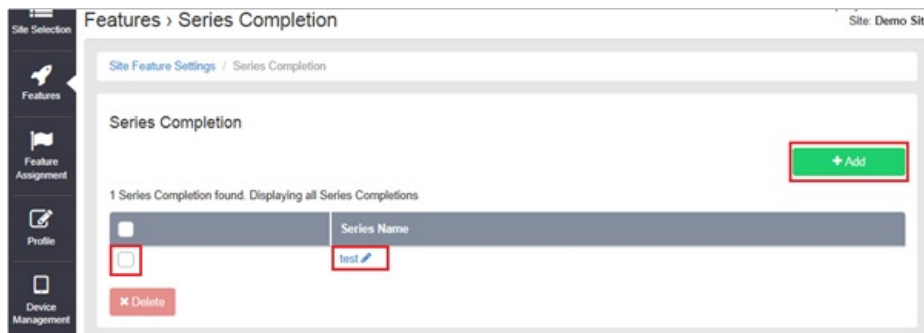 Site Selection
Features › Series Completion
Site: Demo Sit
Features
Site Feature Settings / Series Completion
Series Completion
+ Add
Feature
Assignment
1 Series Completion found. Displaying all Series Completions
Series Name
Profile
test
× Delete
Device
Management